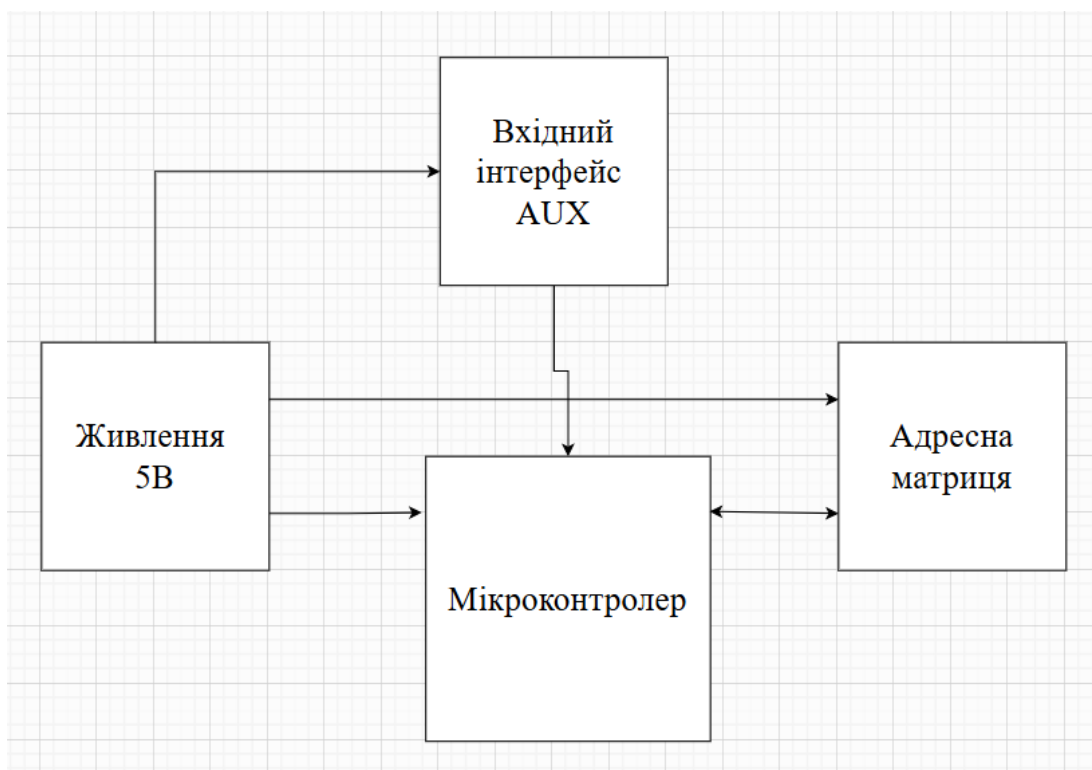 Вхідний
інтерфейс
AUX
Живлення
5В
Адресна
матриця
Мікроконтролер